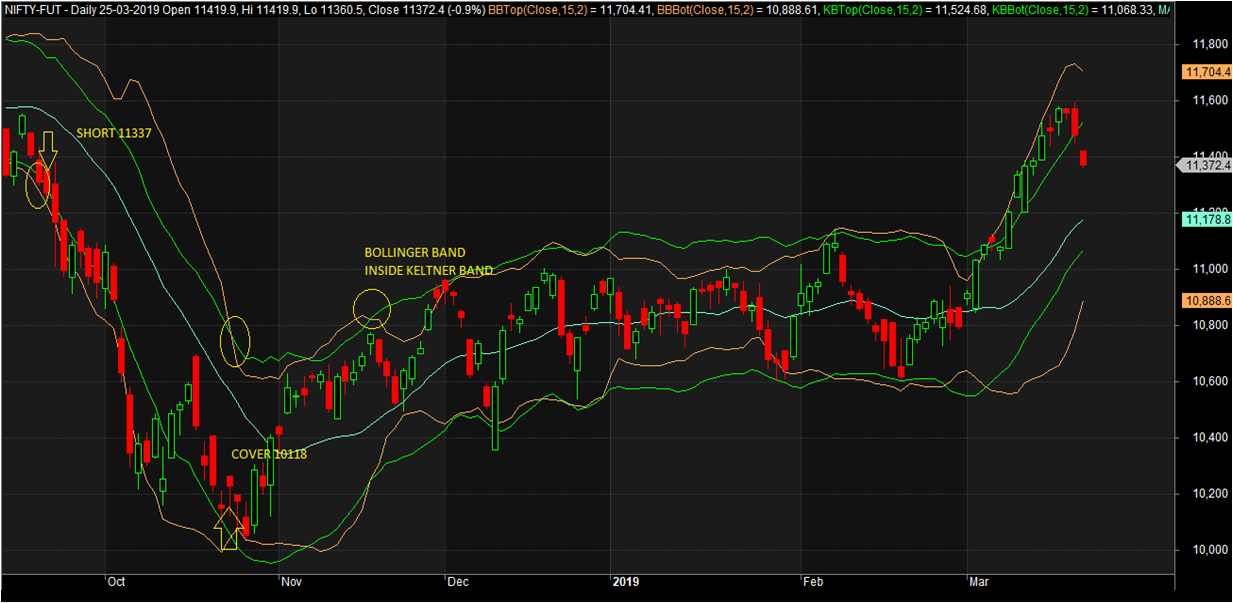 NIFTY-FUT - Daily 25-03-2019 Open 11419.9, Hi 11419.9, Lo 11360.5, Close 11372.4 (-0.9%) BBTop(Close,15,2) = 11,704.41, BBBot(Close,15,2) = 10,888.61, KBTop(Close,15,2) = 11,524.68, KBBot(Close,15,2) = 11,068.33, MA
11,800
11,704.4
11,600
SHORT 11337
11,400
11,372.4
11,200
11,178.8
BOLLINGER BAND
INSIDE KELTNER BAND
11,000
10,888.6
10,800
10,600
10,400
COVER 10118
10,200
10,000
Oct Nov Dec 2019 Feb Mar